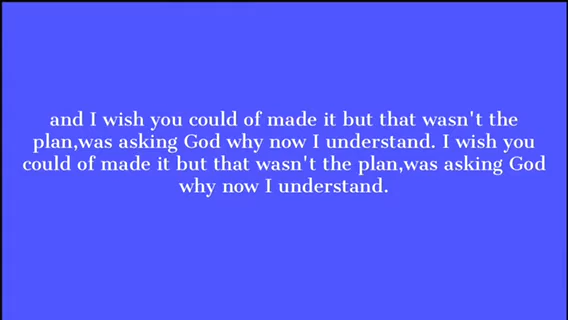 and I wish you could of made it but that wasn't the
plan,was asking God why now I understand. I wish you
could of made it but that wasn't the plan,was asking God
why now I understand.